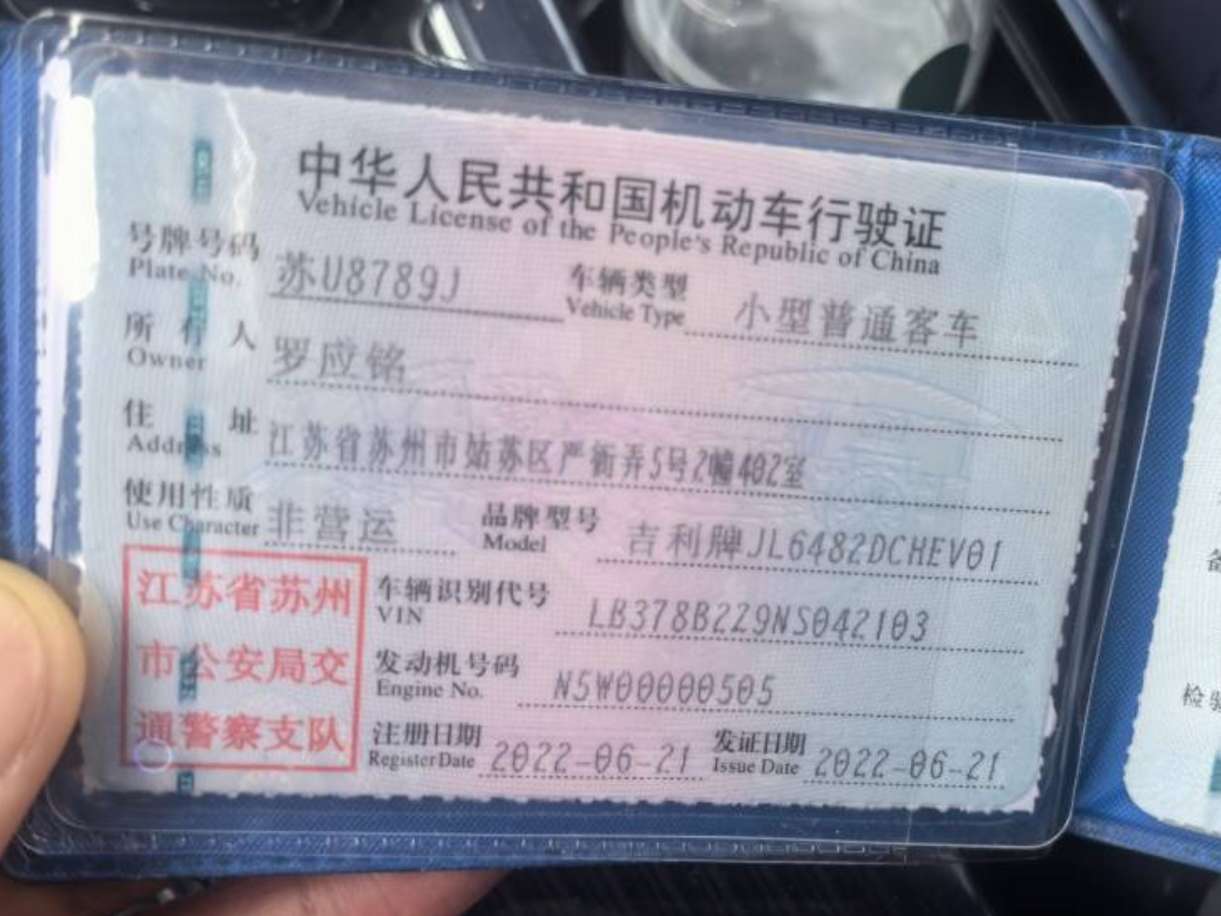 中华人民共和国机动车行驶证
Vehicle License of the People's Republic of China
号牌号码 苏U8789J 车辆类型 小型普通客车
Plate No. Vehicle Type
所有人 罗应铭
Owner
住址 江苏省苏州市姑苏区严衙弄5号2幢402室
Address
使用性质 非营运 品牌型号 吉利牌JL6482DCHEV01
Use Character Model
江苏省苏州
市公安局交
通警察支队
车辆识别代号 LB378B229NS042103
VIN
发动机号码 N5W00000505
Engine No.
注册日期 2022-06-21 发证日期 2022-06-21
Register Date Issue Date
备
检验